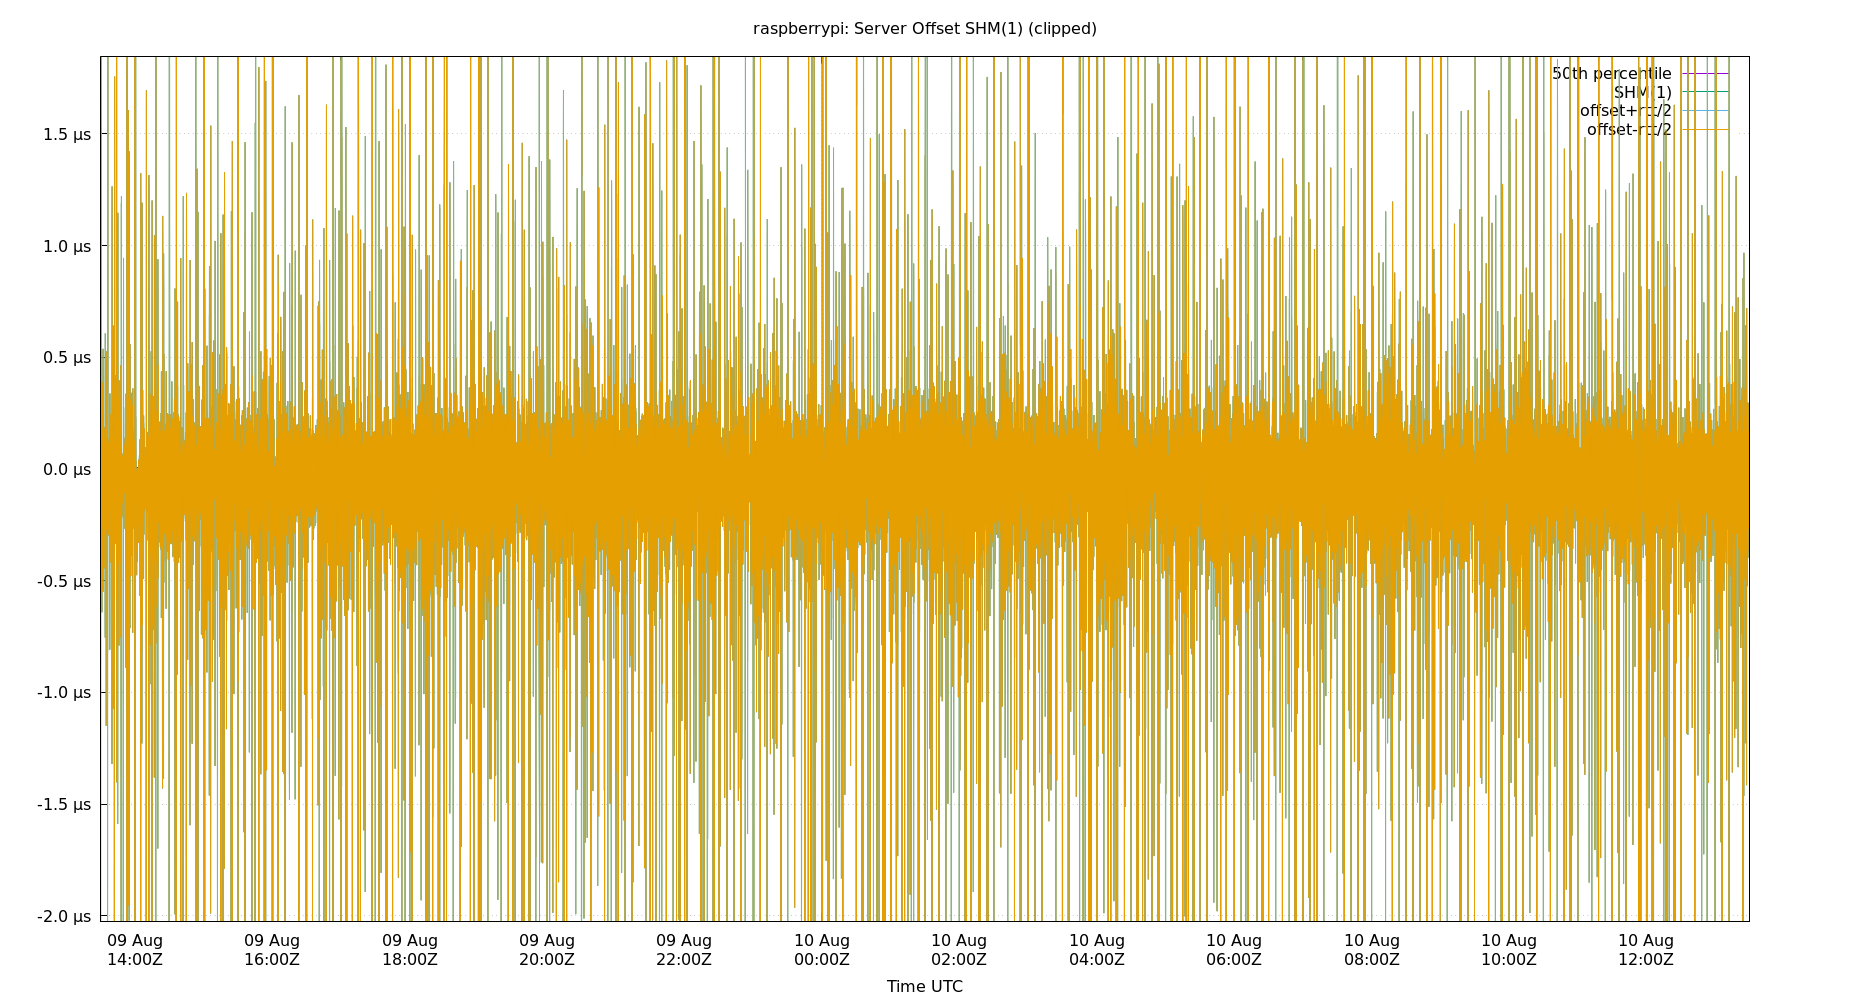 raspberrypi: Server Offset SHM(1) (clipped)
50th percentile
SHM(1)
offset+rtt/2
offset-rtt/2
1.5 µs
1.0 µs
0.5 µs
0.0 µs
-0.5 µs
-1.0 µs
-1.5 µs
-2.0 µs
09 Aug 09 Aug 09 Aug 09 Aug 09 Aug 10 Aug 10 Aug 10 Aug 10 Aug 10 Aug 10 Aug 10 Aug
14:00Z 16:00Z 18:00Z 20:00Z 22:00Z 00:00Z 02:00Z 04:00Z 06:00Z 08:00Z 10:00Z 12:00Z
Time UTC